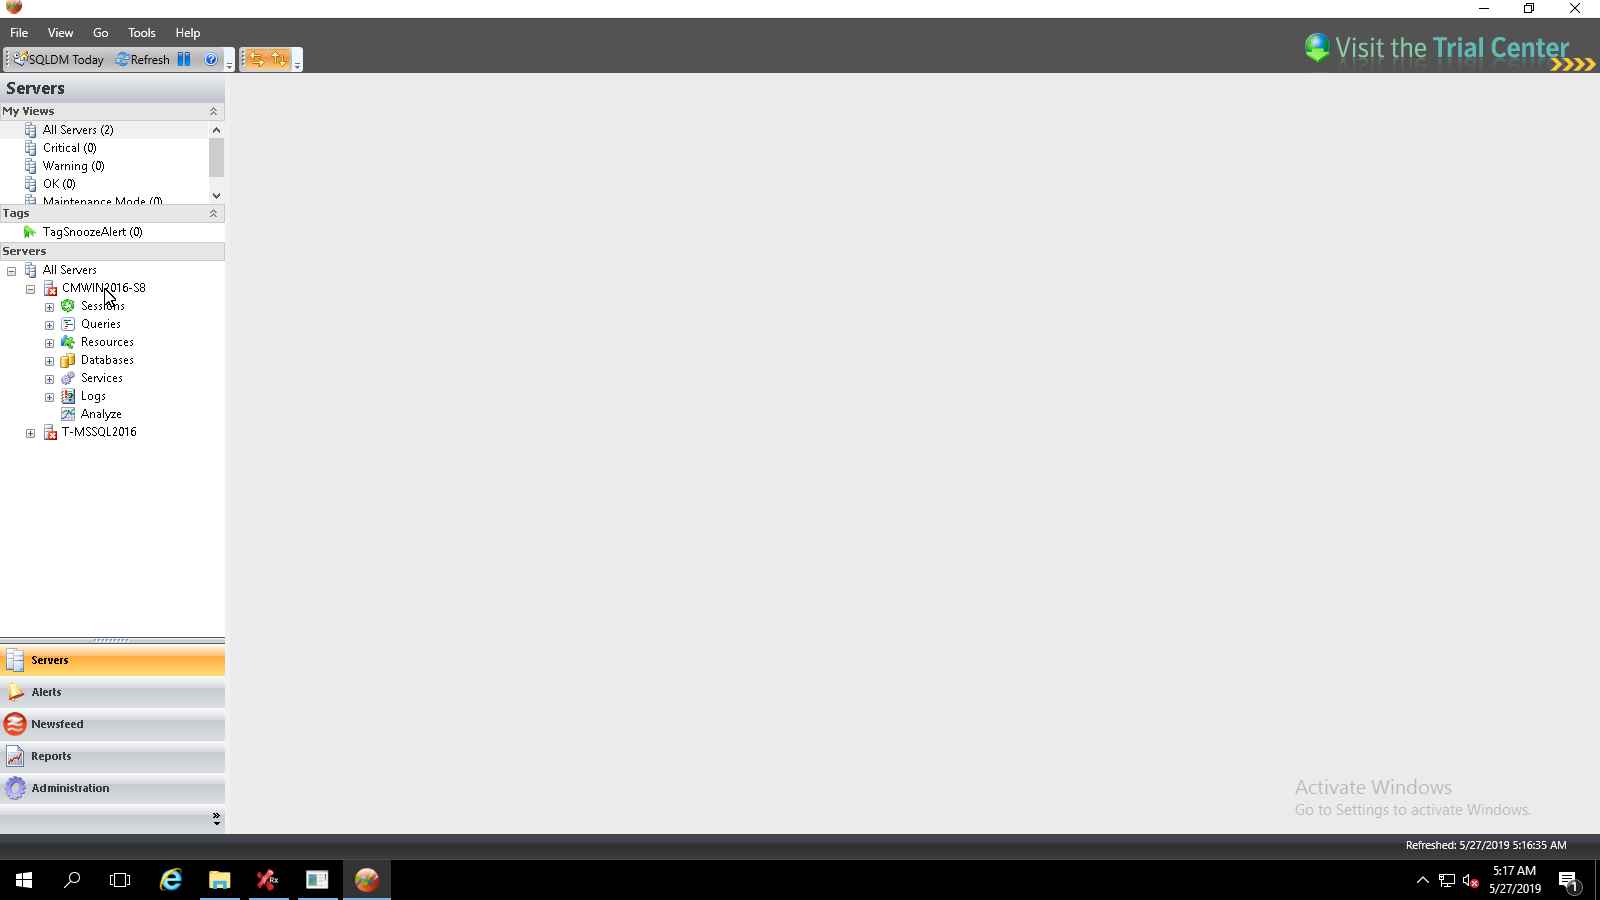 File View Go Tools Help
SQLDM Today Refresh
Visit the Trial Center
Servers
My Views
All Servers (2)
Critical (0)
Warning (0)
OK (0)
Maintenance Mode (0)
Tags
TagSnoozeAlert (0)
Servers
All Servers
CMWIN2016-S8
Sessions
Queries
Resources
Databases
Services
Logs
Analyze
T-MSSQL2016
Servers
Alerts
Newsfeed
Reports
Administration
Activate Windows
Go to Settings to activate Windows.
Refreshed: 5/27/2019 5:16:35 AM
5:17 AM
5/27/2019
1